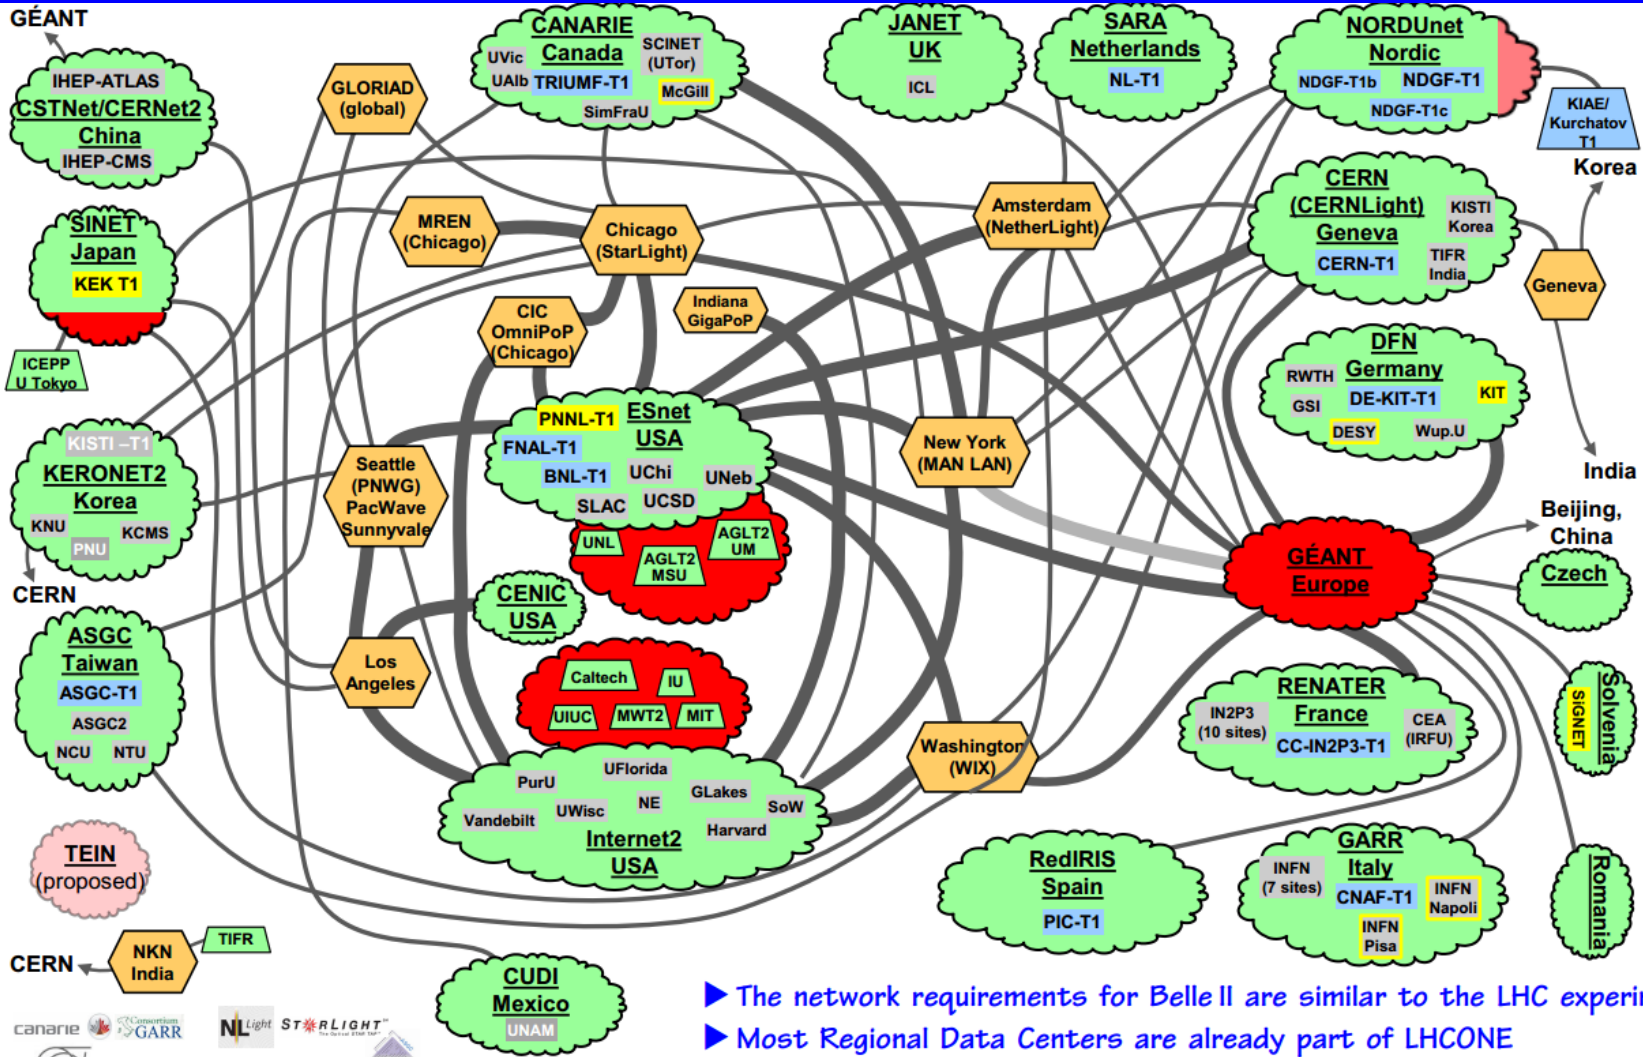 GÉANT
IHEP-ATLAS
CSTNet/CERNet2
China
IHEP-CMS
GLORIAD
(global)
CANARIE
Canada
UVic
UAlb
TRIUMF-T1
SCINET
(UTor)
McGill
SimFraU
JANET
UK
ICL
SARA
Netherlands
NL-T1
NORDUnet
Nordic
NDGF-T1b
NDGF-T1
NDGF-T1c
KIAE/
Kurchatov
T1
Korea
SINET
Japan
KEK T1
ICEPP
U Tokyo
MREN
(Chicago)
Chicago
(StarLight)
Amsterdam
(NetherLight)
CERN
(CERNLight)
Geneva
CERN-T1
KISTI
Korea
TIFR
India
Geneva
India
CIC
OmniPoP
(Chicago)
Indiana
GigaPoP
DFN
Germany
RWTH
DE-KIT-T1
GSI
KIT
DESY
Wup.U
KISTI –T1
KERONET2
Korea
KNU
PNU
KCMS
CERN
Seattle
(PNWG)
PacWave
Sunnyvale
PNNL-T1
ESnet
USA
FNAL-T1
BNL-T1
UChi
UNeb
SLAC
UCSD
UNL
AGLT2
MSU
AGLT2
UM
New York
(MAN LAN)
GÉANT
Europe
Beijing,
China
Czech
CENIC
USA
ASGC
Taiwan
ASGC-T1
ASGC2
NCU
NTU
Los
Angeles
Caltech
IU
UIUC
MWT2
MIT
Washington
(WIX)
RENATER
France
IN2P3
(10 sites)
CC-IN2P3-T1
CEA
(IRFU)
Solvenia
SiGNET
PurU
UFlorida
Vandebilt
UWisc
NE
GLakes
SoW
Harvard
Internet2
USA
TEIN
(proposed)
RedIRIS
Spain
PIC-T1
GARR
Italy
INFN
(7 sites)
CNAF-T1
INFN
Napoli
INFN
Pisa
Romania
CERN
NKN
India
TIFR
CUDI
Mexico
UNAM
canarie
Consortium
GARR
NLLight
STARLIGHT™
▶ The network requirements for Belle II are similar to the LHC experi
▶ Most Regional Data Centers are already part of LHCONE